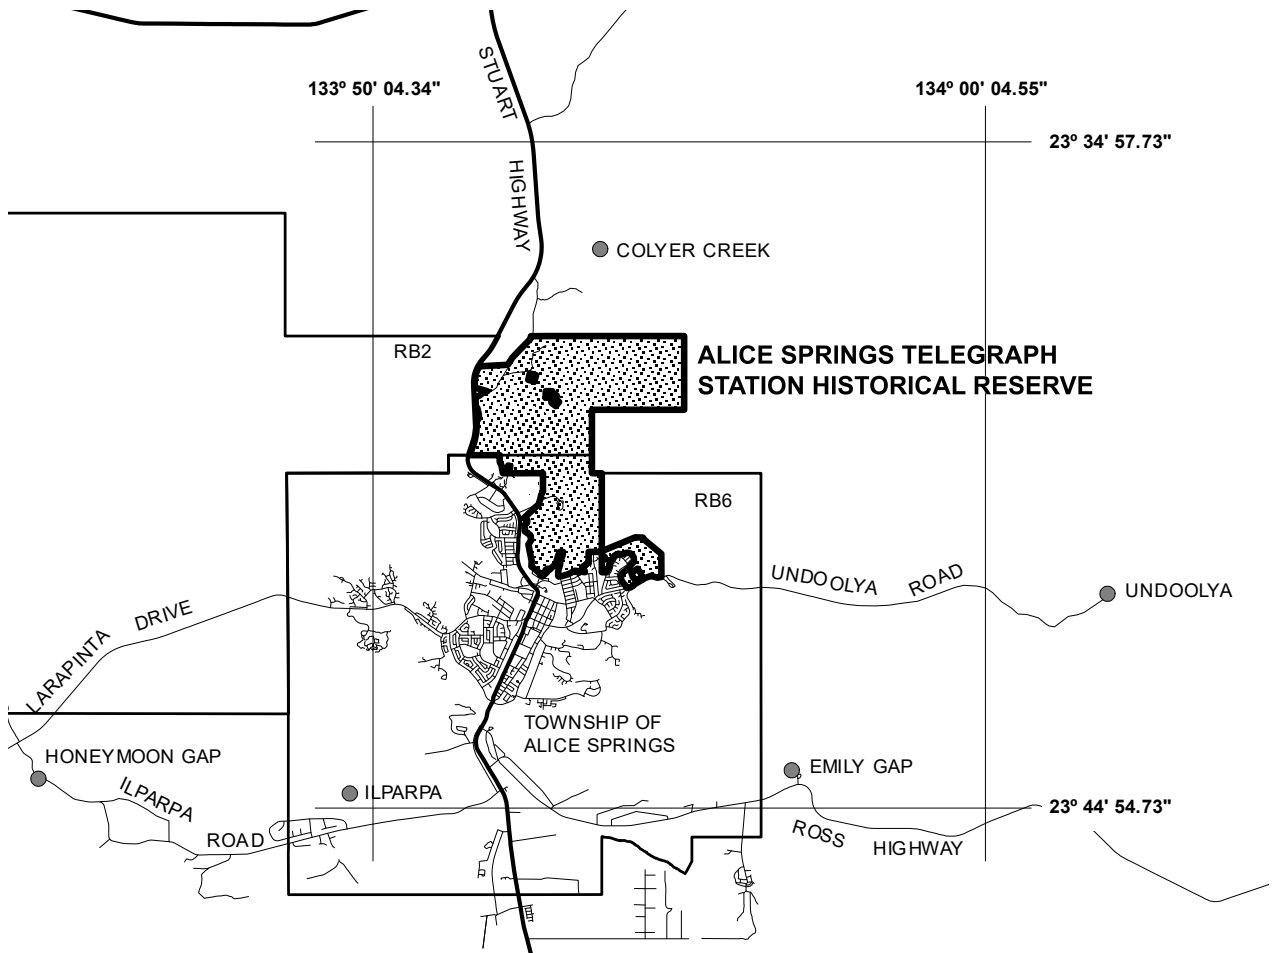 STUART
133º 50' 04.34"
134º 00' 04.55"
23º 34' 57.73"
HIGHWAY
COLYER CREEK
RB2
ALICE SPRINGS TELEGRAPH
STATION HISTORICAL RESERVE
RB6
UNDOOLYA ROAD
UNDOOLYA
LARAPINTA DRIVE
TOWNSHIP OF
ALICE SPRINGS
HONEYMOON GAP
EMILY GAP
ILPARPA
ILPARPA ROAD
23º 44' 54.73"
ROSS HIGHWAY